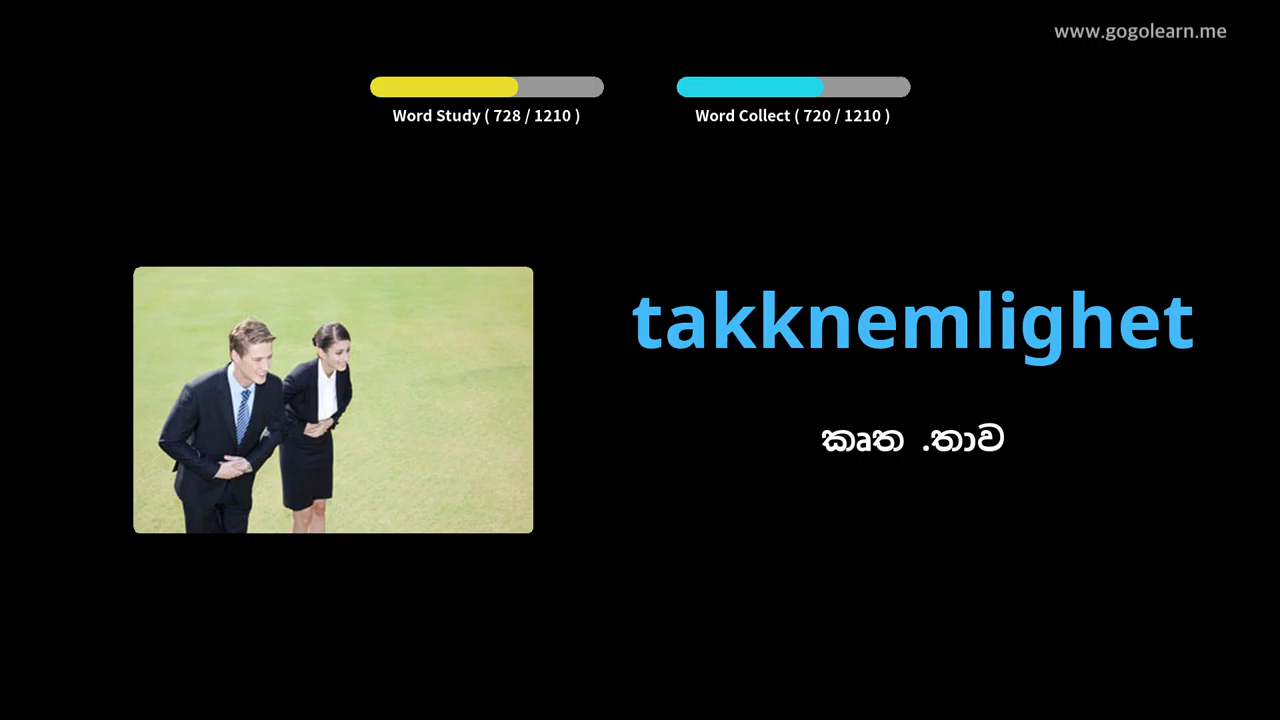 www.gogolearn.me
Word Study ( 728 / 1210 )
Word Collect ( 720 / 1210 )
takknemlighet
කෘත .තාව